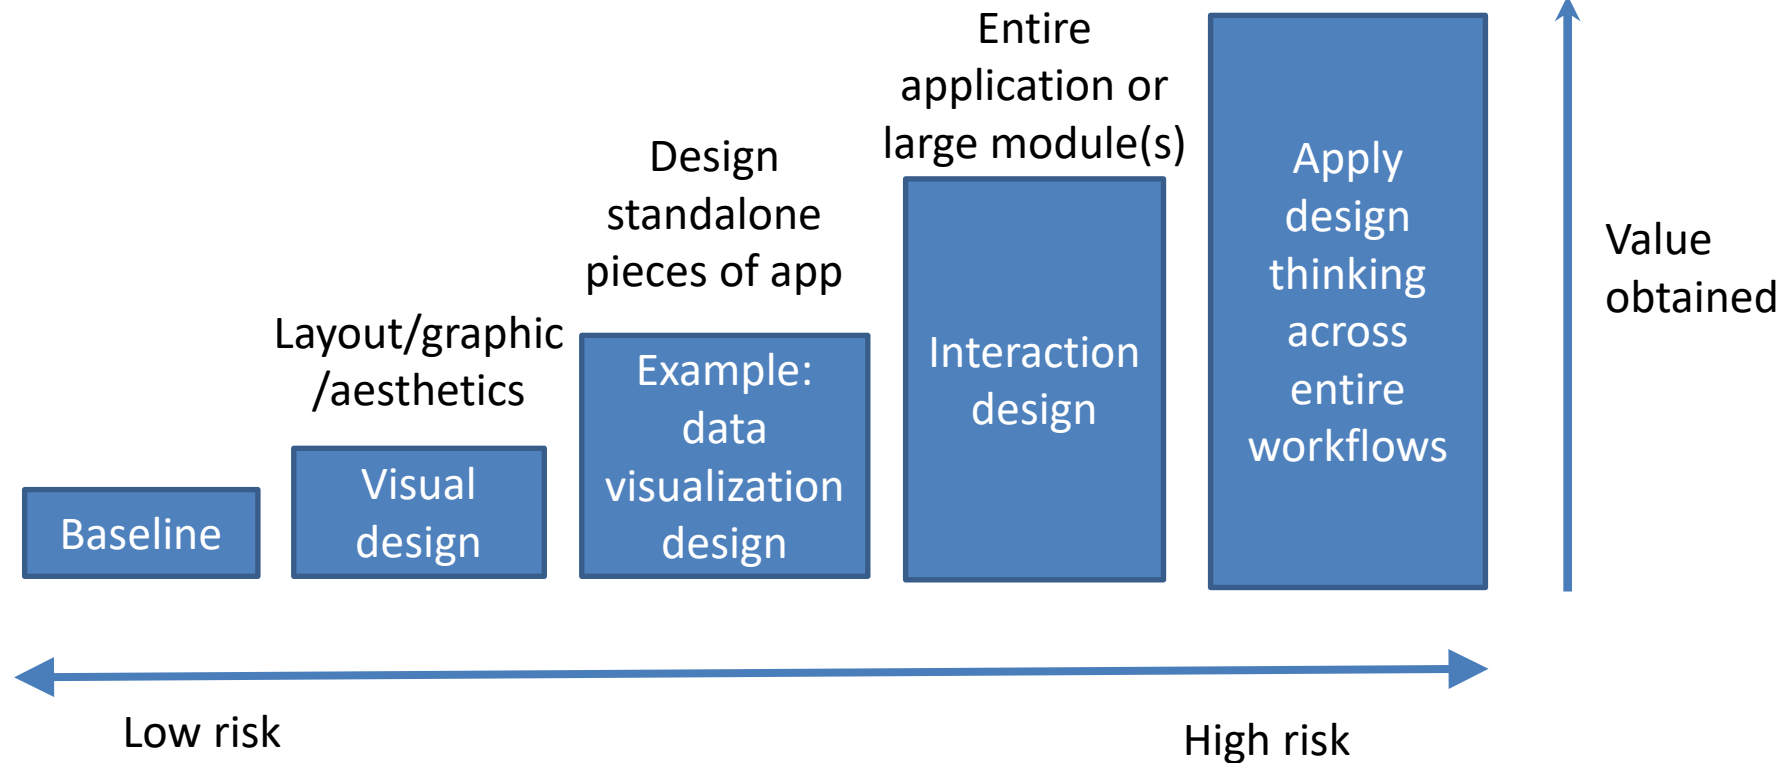 Baseline
Layout/graphic
/aesthetics
Visual
design
Design
standalone
pieces of app
Example:
data
visualization
design
Entire
application or
large module(s)
Interaction
design
Apply
design
thinking
across
entire
workflows
Value
obtained
Low risk
High risk